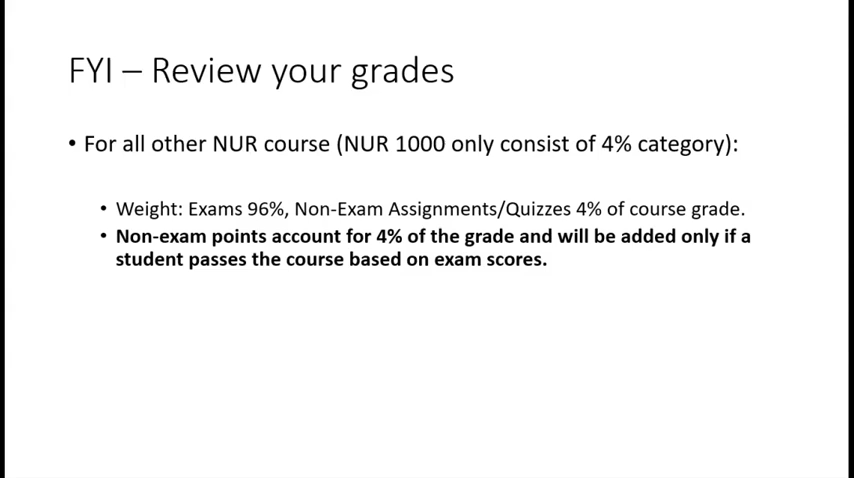 FYI – Review your grades
• For all other NUR course (NUR 1000 only consist of 4% category):
• Weight: Exams 96%, Non-Exam Assignments/Quizzes 4% of course grade.
• Non-exam points account for 4% of the grade and will be added only if a
student passes the course based on exam scores.